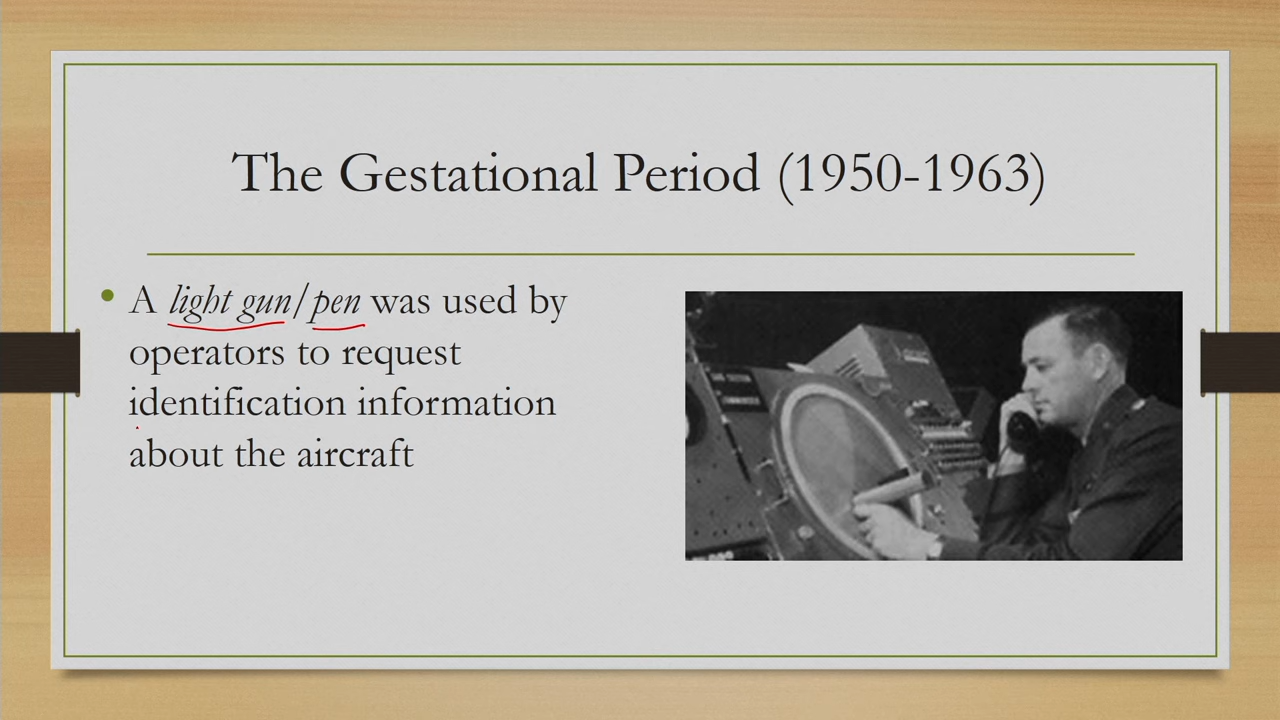 The Gestational Period (1950-1963)
• A light gun/pen was used by
operators to request
identification information
about the aircraft